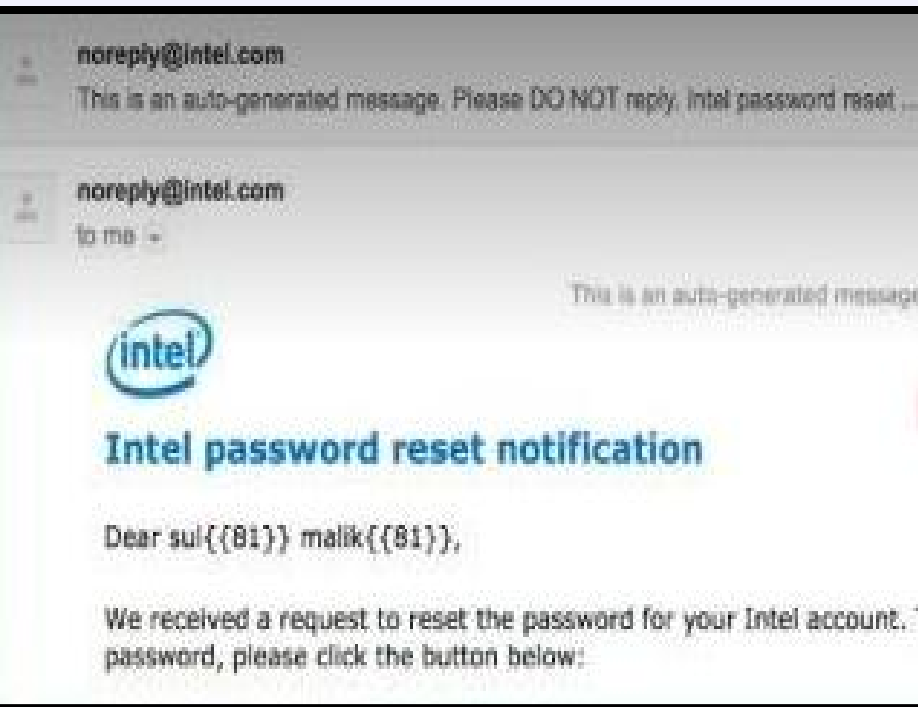 noreply@intel.com
This is an auto-generated message. Please DO NOT reply. Intel password reset ...
noreply@intel.com
to me
This is an auto-generated message
intel
Intel password reset notification
Dear sul{{81}} malik{{81}},
We received a request to reset the password for your Intel account.
password, please click the button below: